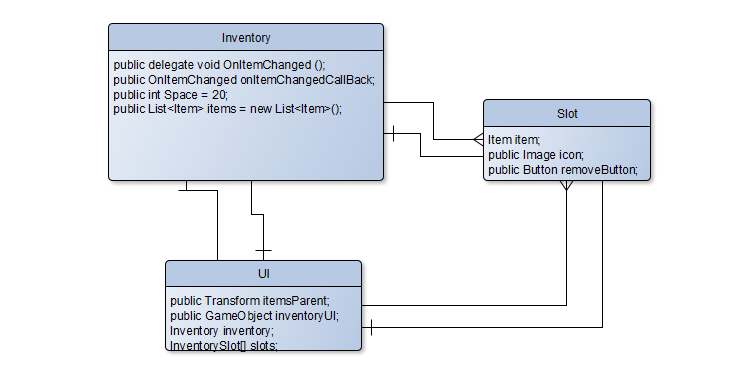 Inventory
public delegate void OnItemChanged ();
public OnItemChanged onItemChangedCallBack;
public int Space = 20;
public List<Item> items = new List<Item>();
Slot
Item item;
public Image icon;
public Button removeButton;
UI
public Transform itemsParent;
public GameObject inventoryUI;
Inventory inventory;
InventorySlot[] slots;